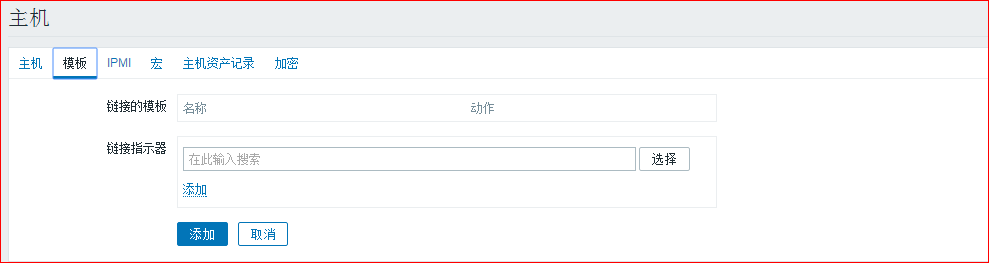 主机
主机 模板 IPMI 宏 主机资产记录 加密
链接的模板 名称 动作
链接指示器 在此输入搜索 选择
添加
添加 取消